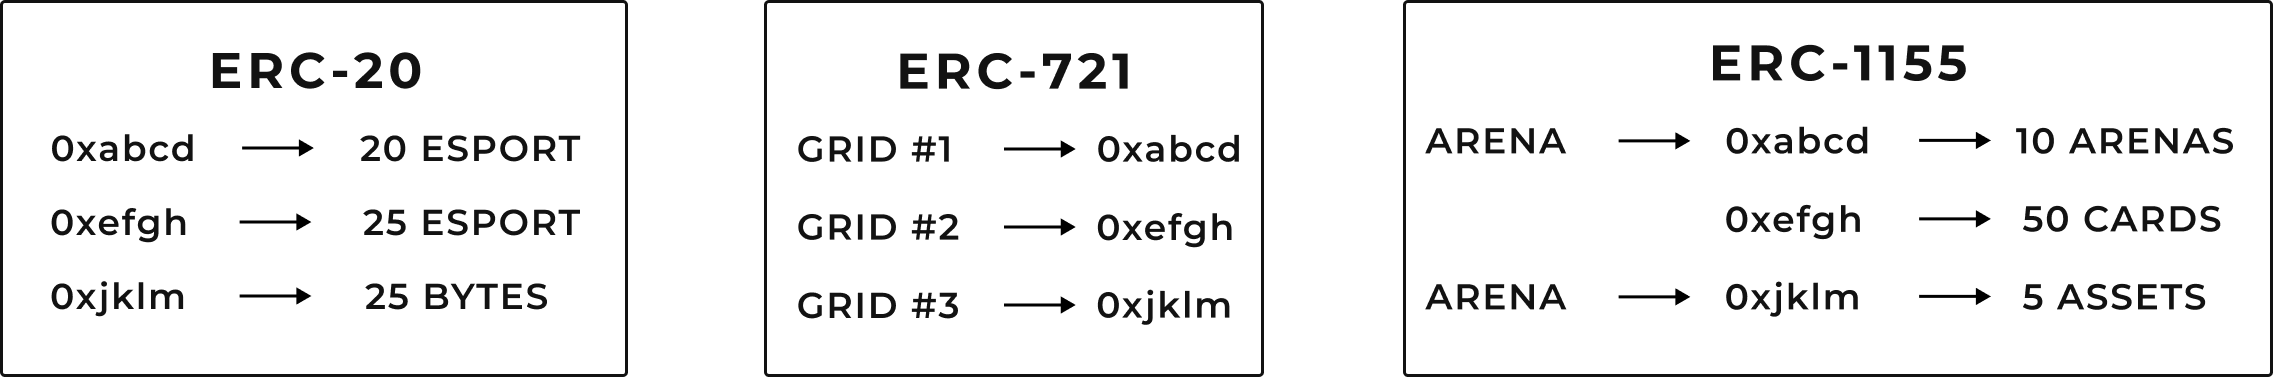 ERC-20
0xabcd → 20 ESPORT
0xefgh → 25 ESPORT
0xjklm → 25 BYTES
ERC-721
GRID #1 → 0xabcd
GRID #2 → 0xefgh
GRID #3 → 0xjklm
ERC-1155
ARENA → 0xabcd → 10 ARENAS
0xefgh → 50 CARDS
ARENA → 0xjklm → 5 ASSETS